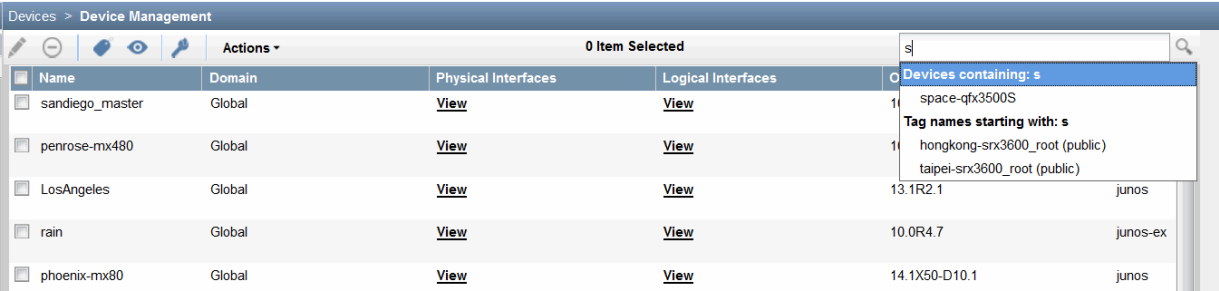 Devices > Device Management
Actions 0 Item Selected s
Name Domain Physical Interfaces Logical Interfaces
Devices containing: s
space-qfx3500S
Tag names starting with: s
hongkong-srx3600_root (public)
taipei-srx3600_root (public)
sandiego_master Global View View
penrose-mx480 Global View View
LosAngeles Global View View 13.1R2.1 junos
rain Global View View 10.0R4.7 junos-ex
phoenix-mx80 Global View View 14.1X50-D10.1 junos